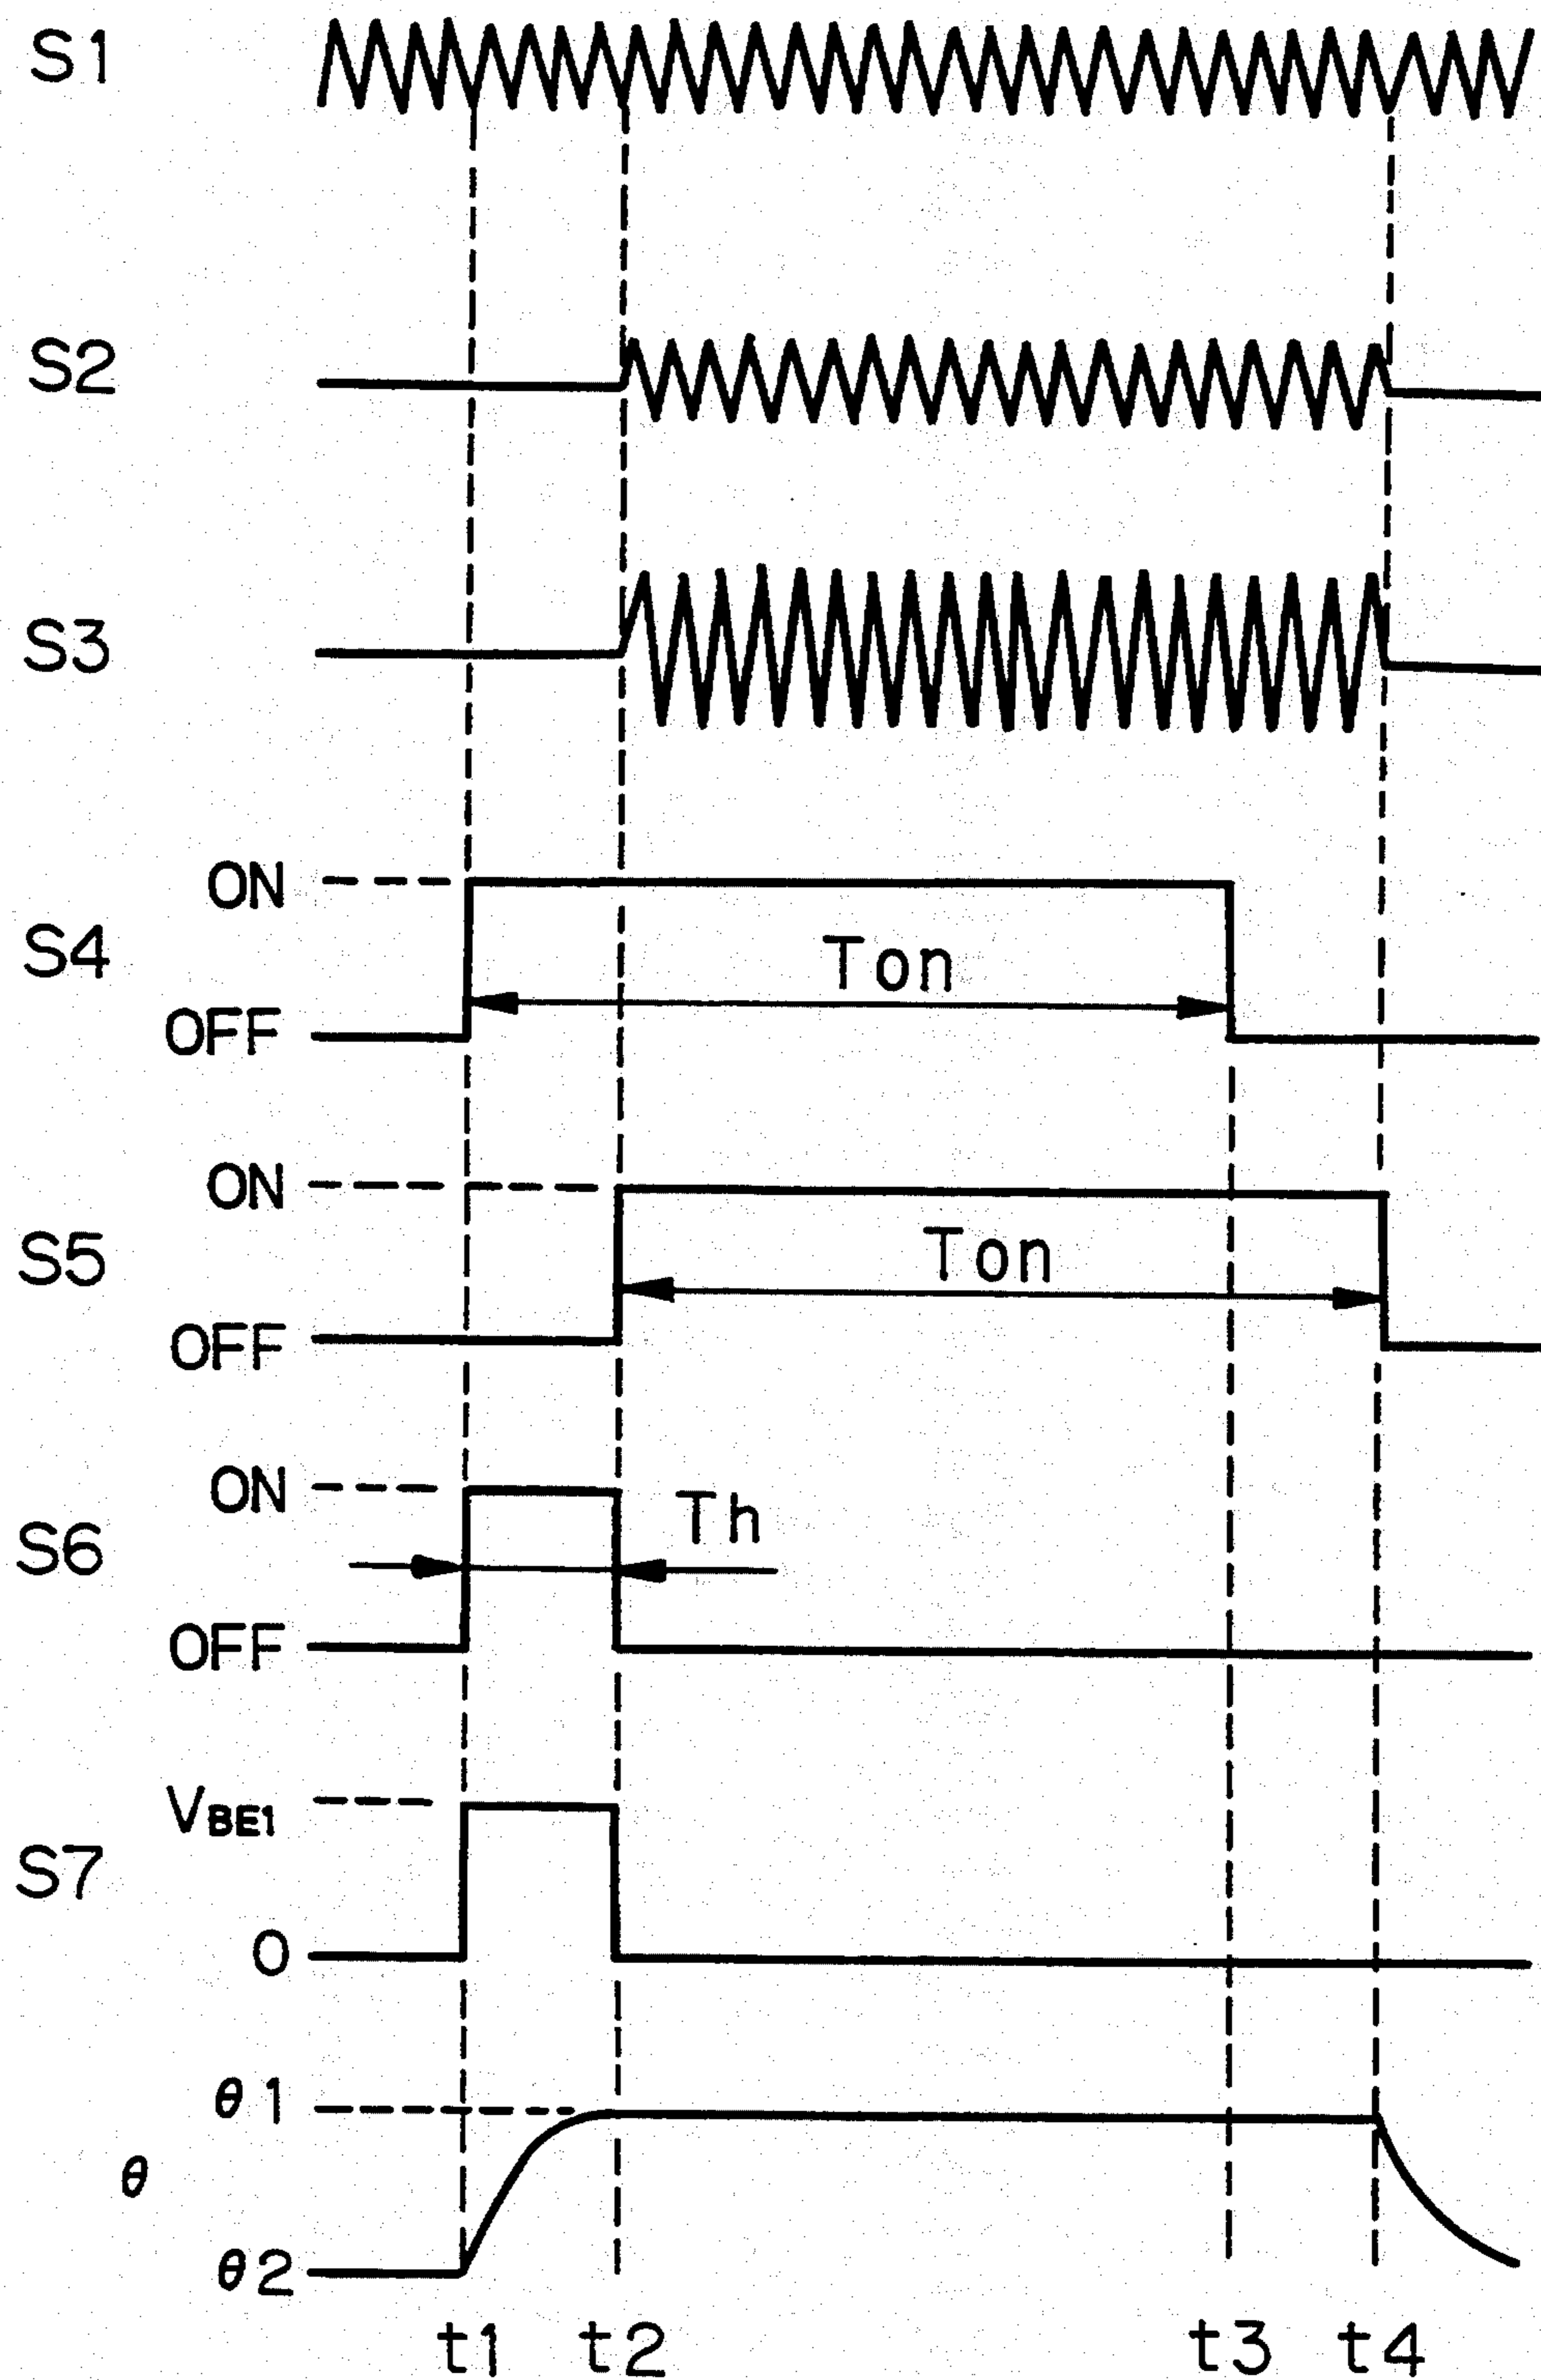 S1
S2
S3
ON
S4
Ton
OFF
ON
S5
Ton
OFF
ON
S6
Th
OFF
VBE1
S7
0
θ1
θ
θ2
t1 t2 t3 t4